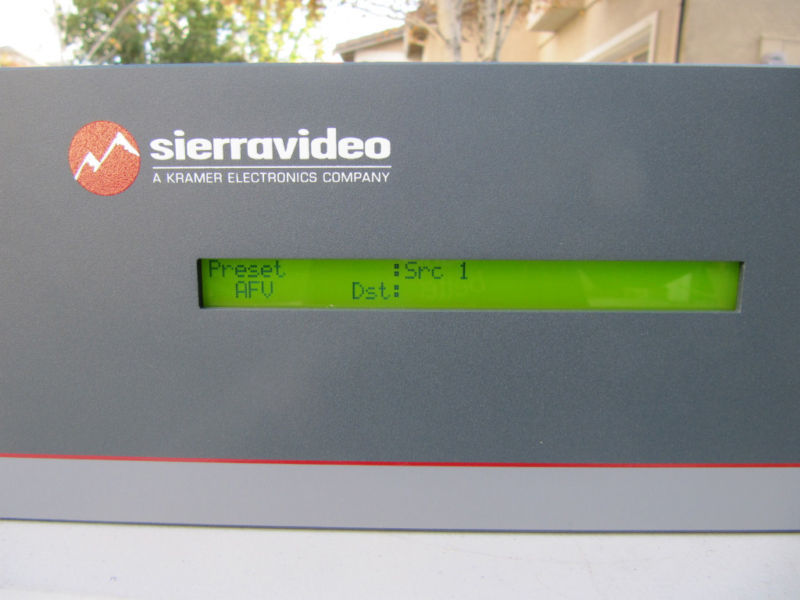 sierravideo
A KRAMER ELECTRONICS COMPANY
Preset :Src 1
AFV Dst: